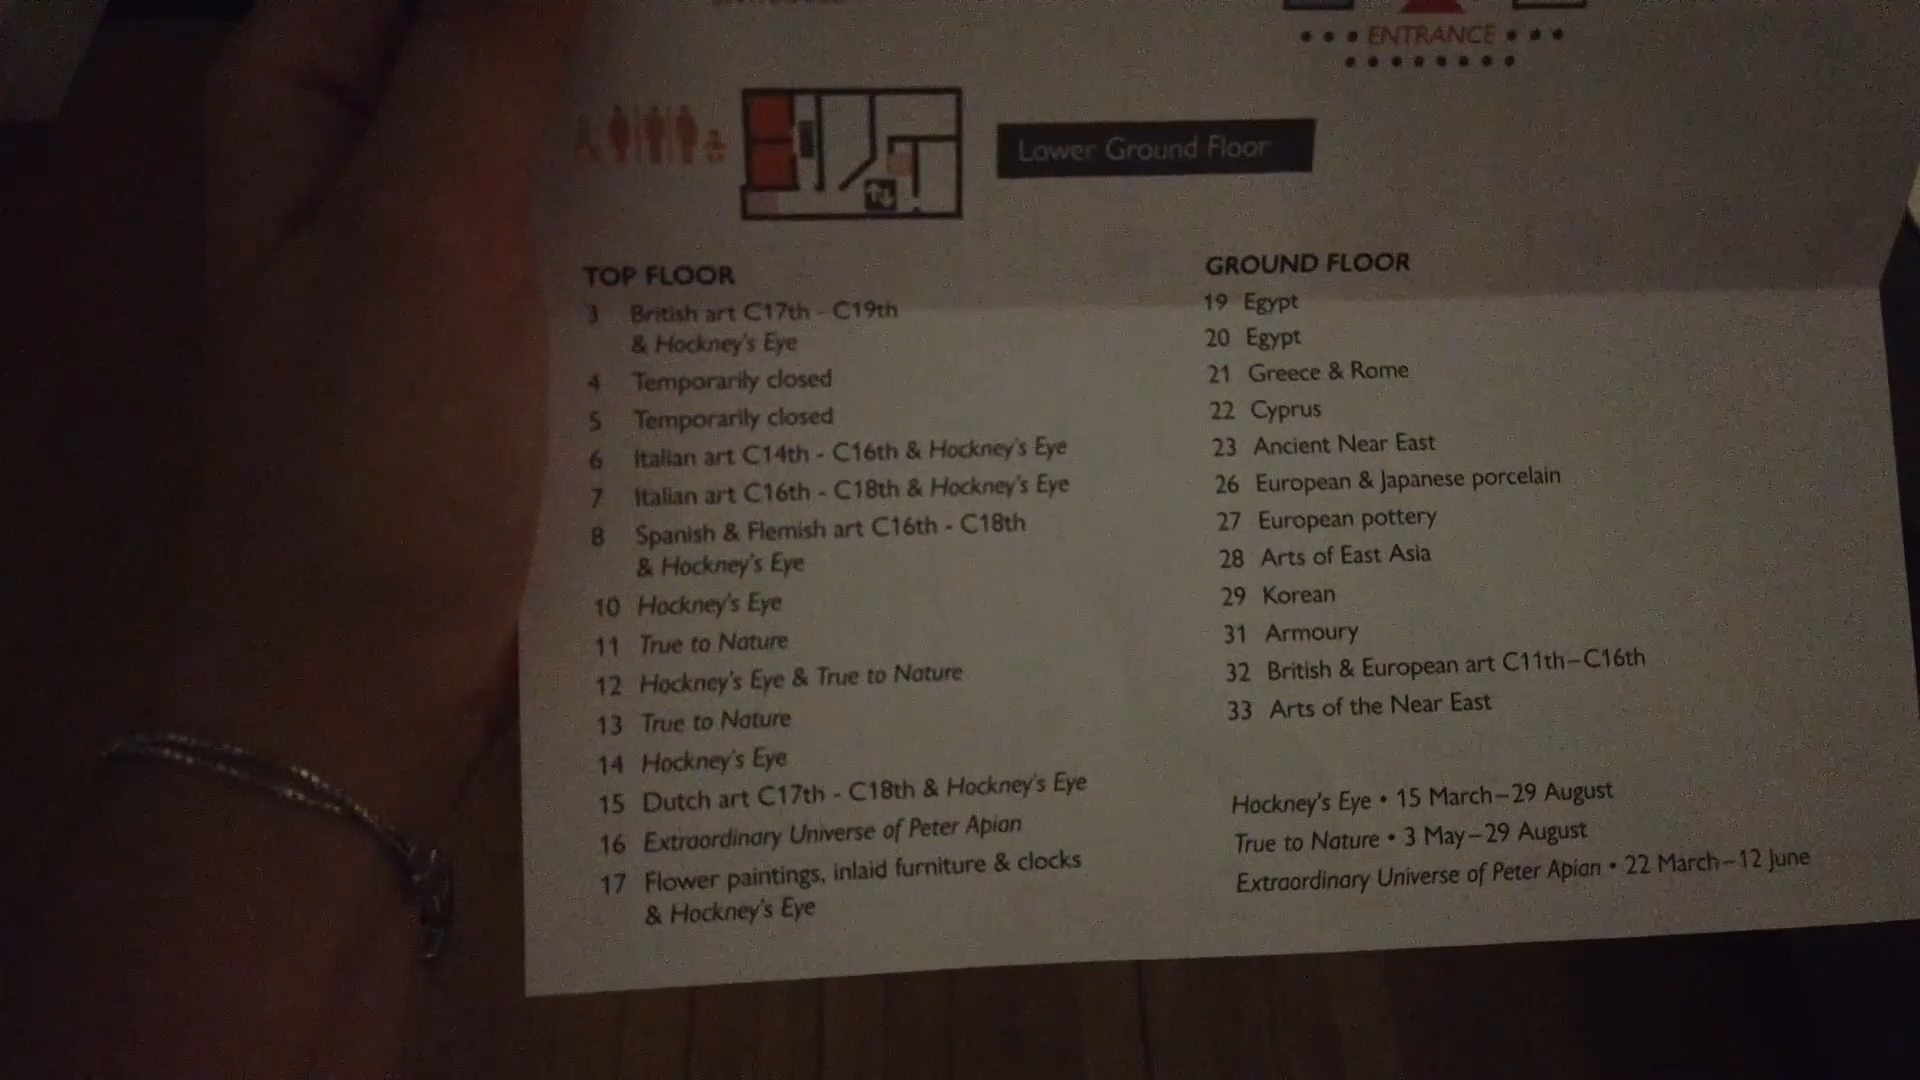 ENTRANCE
Lower Ground Floor
TOP FLOOR
3 British art C17th - C19th
& Hockney's Eye
4 Temporarily closed
5 Temporarily closed
6 Italian art C14th - C16th & Hockney's Eye
7 Italian art C16th - C18th & Hockney's Eye
8 Spanish & Flemish art C16th - C18th
& Hockney's Eye
10 Hockney's Eye
11 True to Nature
12 Hockney's Eye & True to Nature
13 True to Nature
14 Hockney's Eye
15 Dutch art C17th - C18th & Hockney's Eye
16 Extraordinary Universe of Peter Apian
17 Flower paintings, inlaid furniture & clocks
& Hockney's Eye
GROUND FLOOR
19 Egypt
20 Egypt
21 Greece & Rome
22 Cyprus
23 Ancient Near East
26 European & Japanese porcelain
27 European pottery
28 Arts of East Asia
29 Korean
31 Armoury
32 British & European art C11th–C16th
33 Arts of the Near East
Hockney's Eye • 15 March–29 August
True to Nature • 3 May–29 August
Extraordinary Universe of Peter Apian • 22 March–12 June